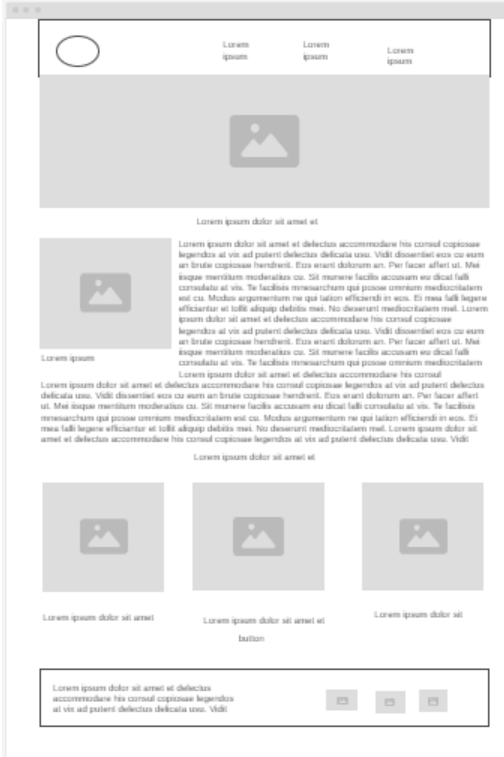 Lorem
ipsum
Lorem
ipsum
Lorem
ipsum
Lorem ipsum dolor sit amet et
Lorem ipsum dolor sit amet et delectus accommodare his consul copiosae
legendos at vix ad putent delectus delicata usu. Vidit dissentiet eos cu eum
an brute copiosae hendrerit. Eos erant dolorum an. Per facer affert ut. Mei
iisque mentitum moderatius cu. Sit munere facilis accusam eu dicat falli
consulatu at vis. Te facilisis mnesarchum qui posse omnium mediocritatem
est cu. Modus argumentum ne qui tation efficiendi in eos. Ei mea falli legere
efficiantur et tollit aliquip debitis mei. No deserunt mediocritatem mel. Lorem
ipsum dolor sit amet et delectus accommodare his consul copiosae
legendos at vix ad putent delectus delicata usu. Vidit dissentiet eos cu eum
an brute copiosae hendrerit. Eos erant dolorum an. Per facer affert ut. Mei
iisque mentitum moderatius cu. Sit munere facilis accusam eu dicat falli
consulatu at vis. Te facilisis mnesarchum qui posse omnium mediocritatem
Lorem ipsum
Lorem ipsum dolor sit amet et delectus accommodare his consul
Lorem ipsum dolor sit amet et delectus accommodare his consul copiosae legendos at vix ad putent delectus
delicata usu. Vidit dissentiet eos cu eum an brute copiosae hendrerit. Eos erant dolorum an. Per facer affert
ut. Mei iisque mentitum moderatius cu. Sit munere facilis accusam eu dicat falli consulatu at vis. Te facilisis
mnesarchum qui posse omnium mediocritatem est cu. Modus argumentum ne qui tation efficiendi in eos. Ei
mea falli legere efficiantur et tollit aliquip debitis mei. No deserunt mediocritatem mel. Lorem ipsum dolor sit
amet et delectus accommodare his consul copiosae legendos at vix ad putent delectus delicata usu. Vidit
Lorem ipsum dolor sit amet et
Lorem ipsum dolor sit amet
Lorem ipsum dolor sit amet et
Lorem ipsum dolor sit
button
Lorem ipsum dolor sit amet et delectus
accommodare his consul copiosae legendos
at vix ad putent delectus delicata usu. Vidit